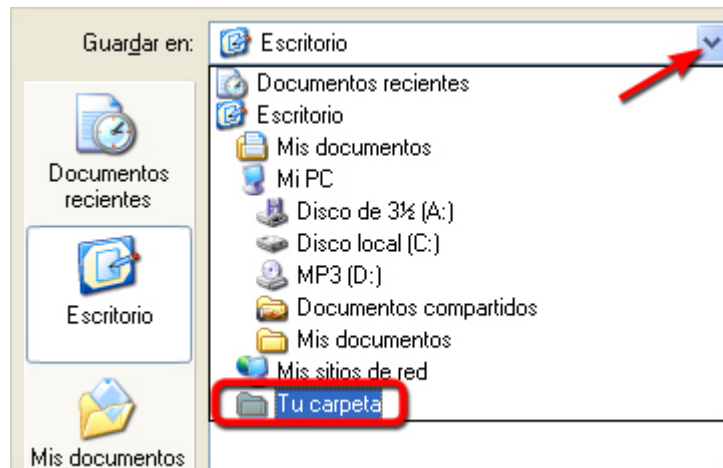 Guardar en: Escritorio
Documentos recientes
Escritorio
Mis documentos
Mi PC
Disco de 3½ (A:)
Disco local (C:)
MP3 (D:)
Documentos compartidos
Mis documentos
Mis sitios de red
Tu carpeta
Documentos
recientes
Escritorio
Mis documentos